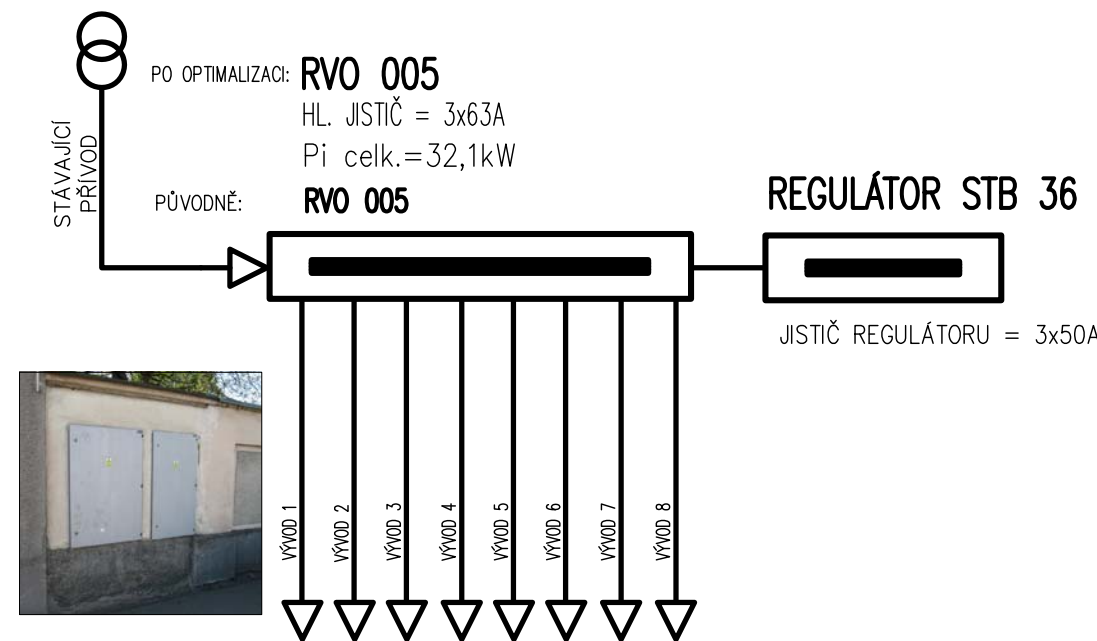 PO OPTIMALIZACI: RVO 005
HL. JISTIČ = 3x63A
Pi celk.=32,1kW
STÁVAJÍCÍ
PŘÍVOD
PŮVODNĚ: RVO 005
REGULÁTOR STB 36
JISTIČ REGULÁTORU = 3x50A
VÝVOD 1
VÝVOD 2
VÝVOD 3
VÝVOD 4
VÝVOD 5
VÝVOD 6
VÝVOD 7
VÝVOD 8